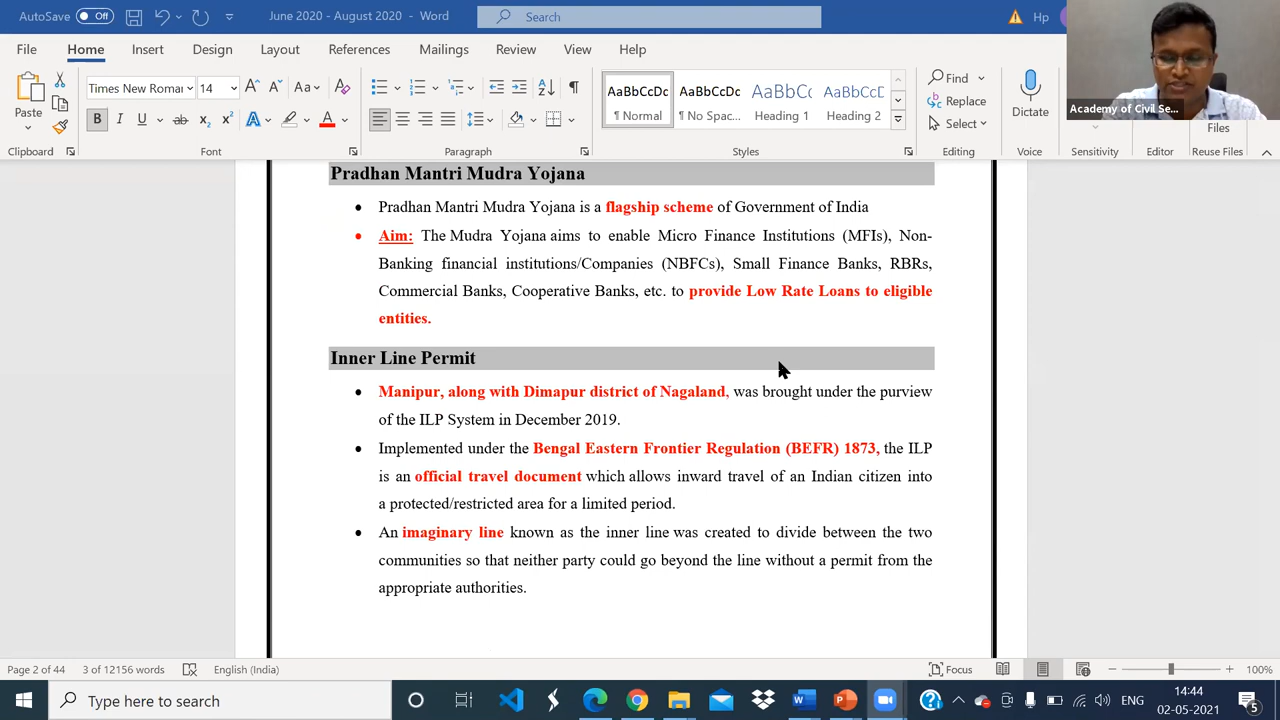 AutoSave Off June 2020 - August 2020 - Word Search Hp
File Home Insert Design Layout References Mailings Review View Help
Times New Roma 14 Aa
Paste
B I U ab x₂ x² A A
AaBbCcDc AaBbCcDc AaBbCc AaBbCcD
¶ Normal ¶ No Spac... Heading 1 Heading 2
Find
Replace
Select
Dictate
Files
Academy of Civil Se...
Clipboard Font Paragraph Styles Editing Voice Sensitivity Editor Reuse Files
Pradhan Mantri Mudra Yojana
• Pradhan Mantri Mudra Yojana is a flagship scheme of Government of India
• Aim: The Mudra Yojana aims to enable Micro Finance Institutions (MFIs), Non-
Banking financial institutions/Companies (NBFCs), Small Finance Banks, RBRs,
Commercial Banks, Cooperative Banks, etc. to provide Low Rate Loans to eligible
entities.
Inner Line Permit
• Manipur, along with Dimapur district of Nagaland, was brought under the purview
of the ILP System in December 2019.
• Implemented under the Bengal Eastern Frontier Regulation (BEFR) 1873, the ILP
is an official travel document which allows inward travel of an Indian citizen into
a protected/restricted area for a limited period.
• An imaginary line known as the inner line was created to divide between the two
communities so that neither party could go beyond the line without a permit from the
appropriate authorities.
Page 2 of 44 3 of 12156 words English (India) Focus 100%
Type here to search ENG 14:44
02-05-2021 5